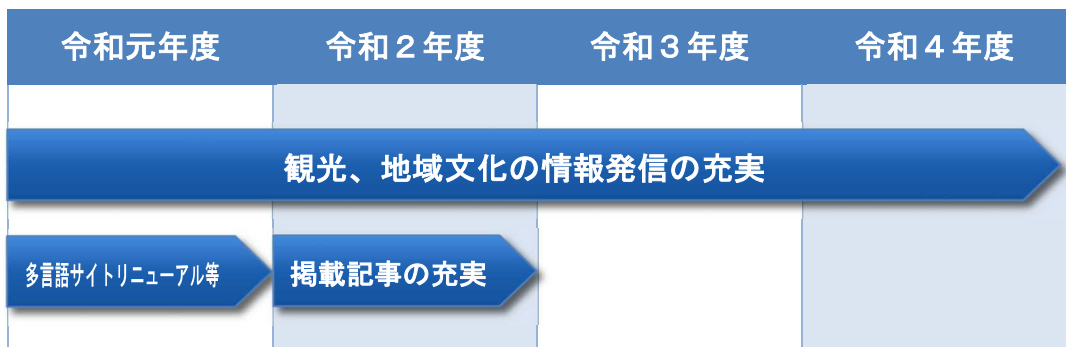 令和元年度 令和２年度 令和３年度 令和４年度
観光、地域文化の情報発信の充実
多言語サイトリニューアル等 掲載記事の充実